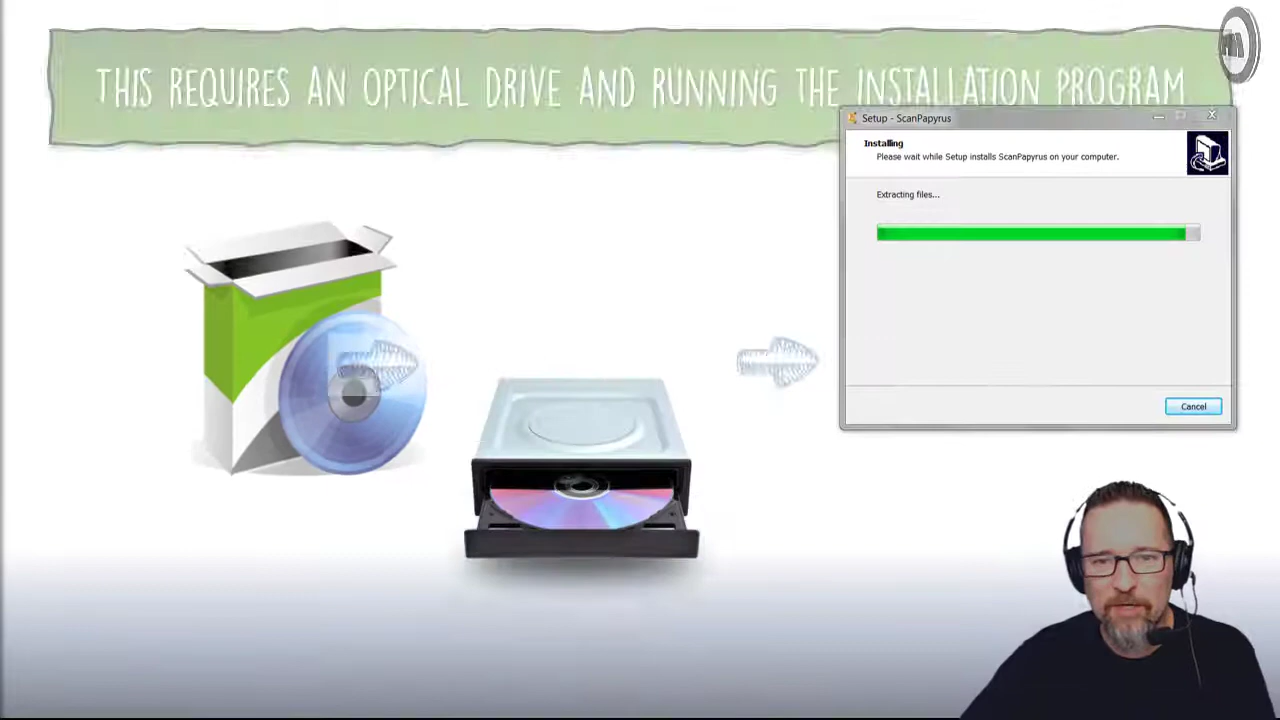 THIS REQUIRES AN OPTICAL DRIVE AND RUNNING THE INSTALLATION PROGRAM
Setup - ScanPapyrus
Installing
Please wait while Setup installs ScanPapyrus on your computer.
Extracting files...
Cancel